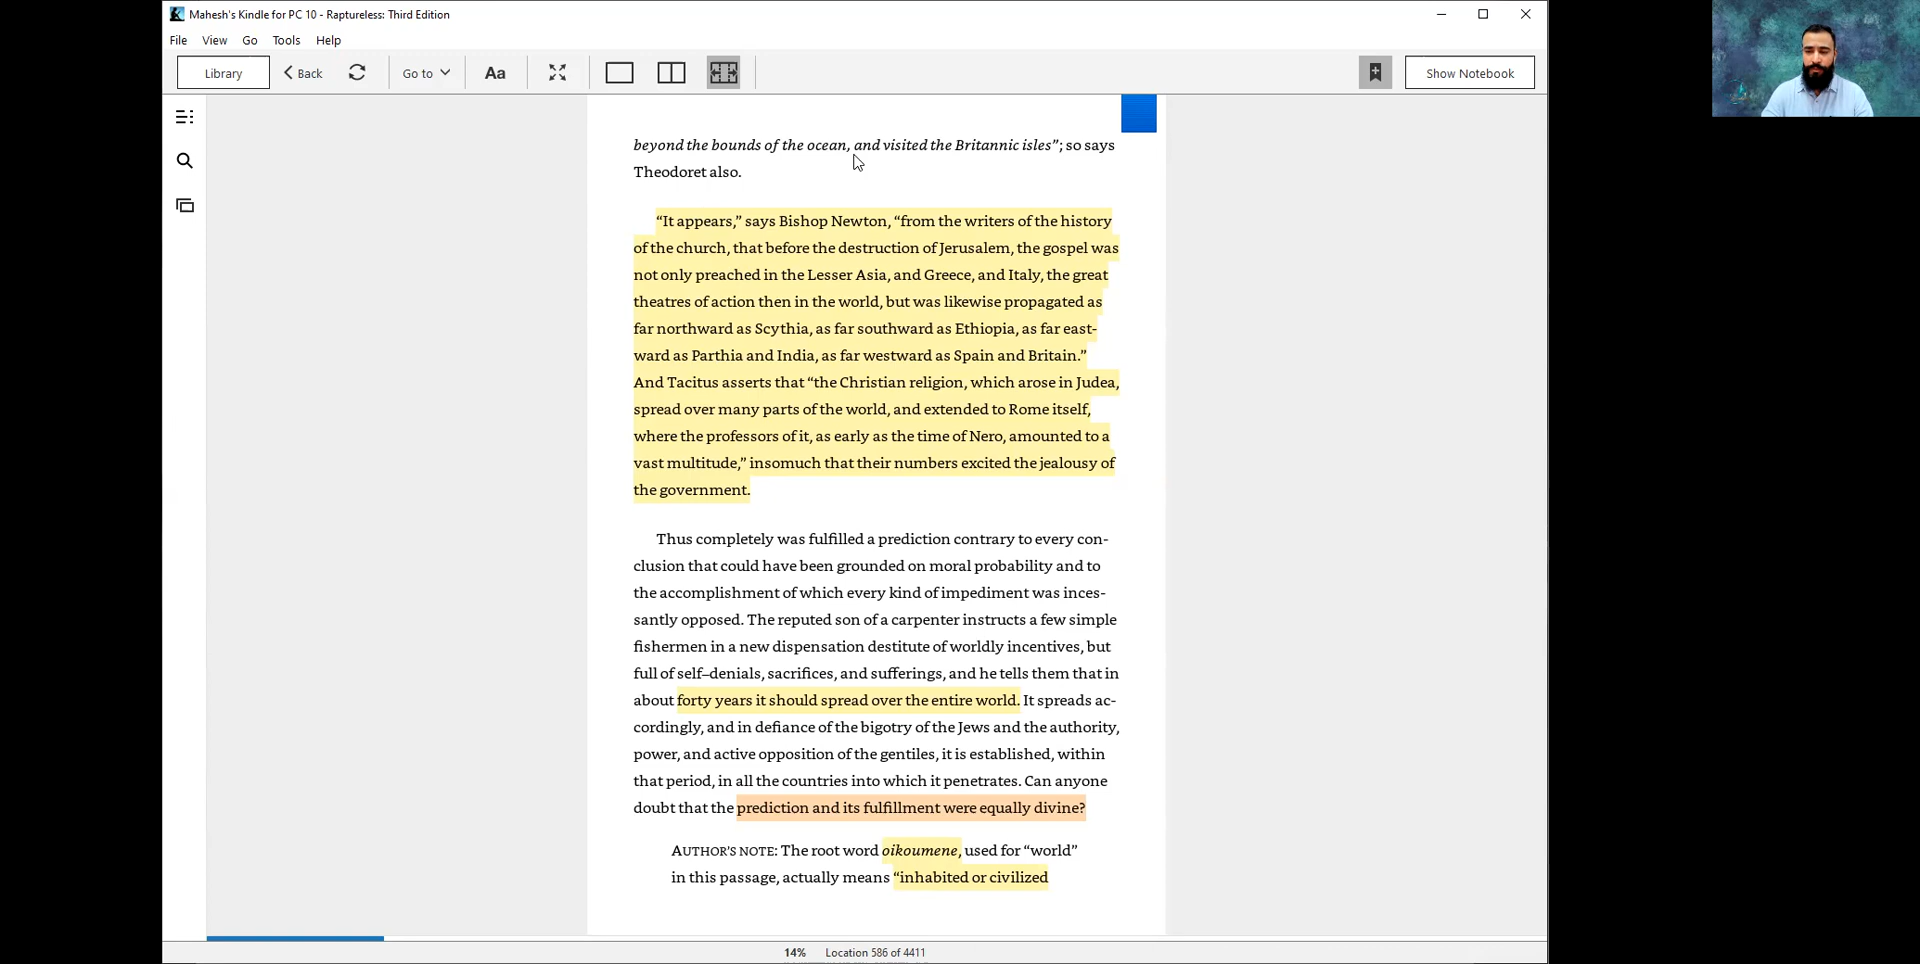 Mahesh's Kindle for PC 10 - Raptureless: Third Edition
File View Go Tools Help
Library Back Go to Aa Show Notebook
beyond the bounds of the ocean, and visited the Britannic isles”; so says
Theodoret also.
“It appears,” says Bishop Newton, “from the writers of the history
of the church, that before the destruction of Jerusalem, the gospel was
not only preached in the Lesser Asia, and Greece, and Italy, the great
theatres of action then in the world, but was likewise propagated as
far northward as Scythia, as far southward as Ethiopia, as far east-
ward as Parthia and India, as far westward as Spain and Britain.”
And Tacitus asserts that “the Christian religion, which arose in Judea,
spread over many parts of the world, and extended to Rome itself,
where the professors of it, as early as the time of Nero, amounted to a
vast multitude,” insomuch that their numbers excited the jealousy of
the government.
Thus completely was fulfilled a prediction contrary to every con-
clusion that could have been grounded on moral probability and to
the accomplishment of which every kind of impediment was inces-
santly opposed. The reputed son of a carpenter instructs a few simple
fishermen in a new dispensation destitute of worldly incentives, but
full of self–denials, sacrifices, and sufferings, and he tells them that in
about forty years it should spread over the entire world. It spreads ac-
cordingly, and in defiance of the bigotry of the Jews and the authority,
power, and active opposition of the gentiles, it is established, within
that period, in all the countries into which it penetrates. Can anyone
doubt that the prediction and its fulfillment were equally divine?
AUTHOR'S NOTE: The root word oikoumene, used for “world”
in this passage, actually means “inhabited or civilized
14% Location 586 of 4411